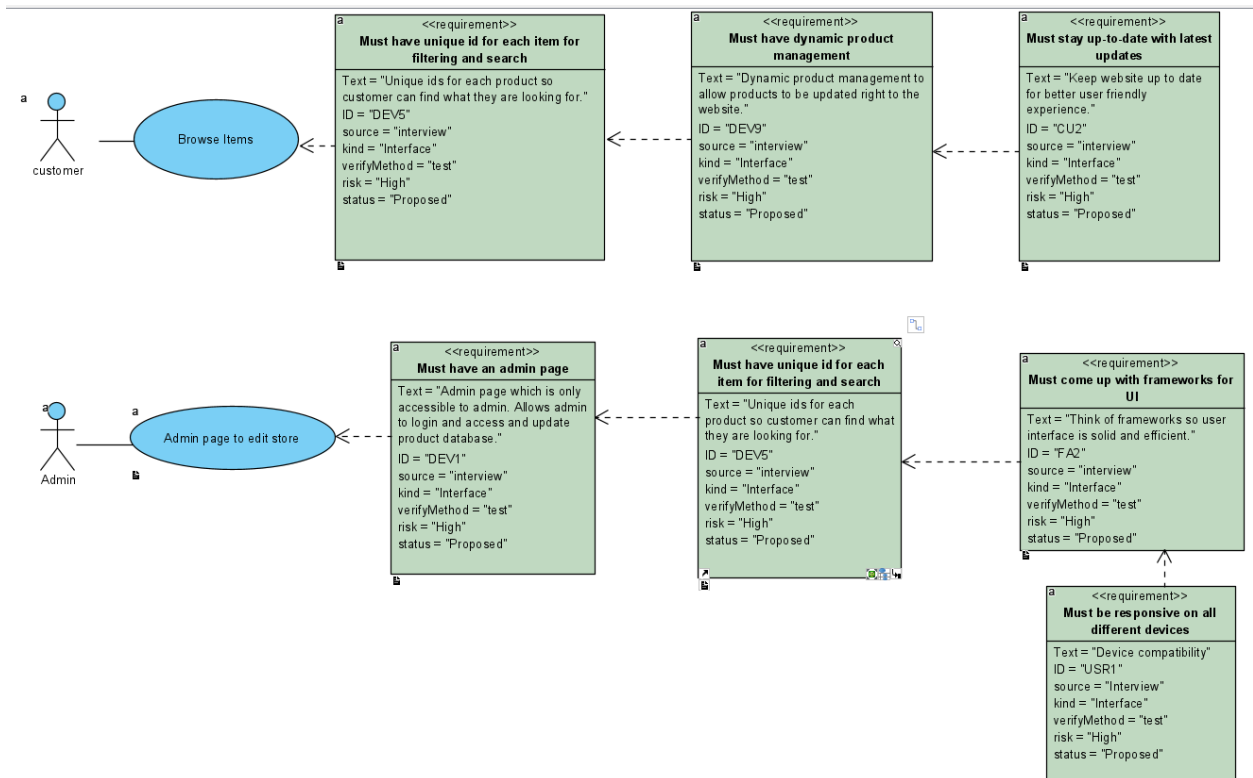 a
customer
Browse Items
a
<<requirement>>
Must have unique id for each item for
filtering and search
Text = "Unique ids for each product so
customer can find what they are looking for."
ID = "DEV5"
source = "interview"
kind = "Interface"
verifyMethod = "test"
risk = "High"
status = "Proposed"
a
<<requirement>>
Must have dynamic product
management
Text = "Dynamic product management to
allow products to be updated right to the
website."
ID = "DEV9"
source = "interview"
kind = "Interface"
verifyMethod = "test"
risk = "High"
status = "Proposed"
a
<<requirement>>
Must stay up-to-date with latest
updates
Text = "Keep website up to date
for better user friendly
experience."
ID = "CU2"
source = "interview"
kind = "Interface"
verifyMethod = "test"
risk = "High"
status = "Proposed"
a
Admin
a
Admin page to edit store
a
<<requirement>>
Must have an admin page
Text = "Admin page which is only
accessible to admin. Allows admin
to login and access and update
product database."
ID = "DEV1"
source = "interview"
kind = "Interface"
verifyMethod = "test"
risk = "High"
status = "Proposed"
a
<<requirement>>
Must have unique id for each
item for filtering and search
Text = "Unique ids for each
product so customer can find what
they are looking for."
ID = "DEV5"
source = "interview"
kind = "Interface"
verifyMethod = "test"
risk = "High"
status = "Proposed"
a
<<requirement>>
Must come up with frameworks for
UI
Text = "Think of frameworks so user
interface is solid and efficient."
ID = "FA2"
source = "interview"
kind = "Interface"
verifyMethod = "test"
risk = "High"
status = "Proposed"
a
<<requirement>>
Must be responsive on all
different devices
Text = "Device compatibility"
ID = "USR1"
source = "Interview"
kind = "Interface"
verifyMethod = "test"
risk = "High"
status = "Proposed"